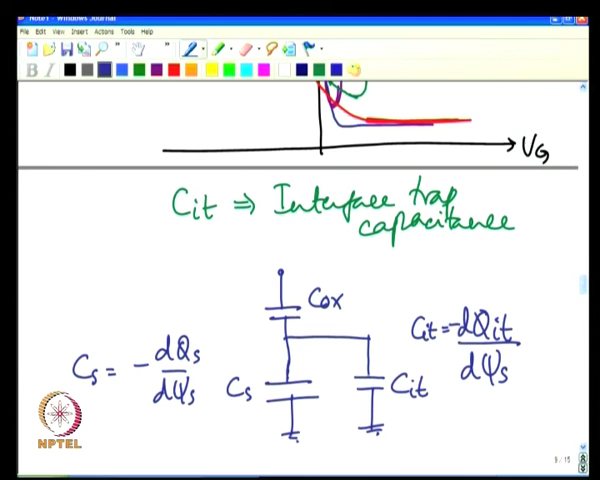 Note1 - Windows Journal
File Edit View Insert Actions Tools Help
B I
VG
Cit ⇒ Interface trap
capacitance
Cox
Cs = - dQs / dψs
Cs
Cit
Cit = - dQit / dψs
NPTEL
9 / 15